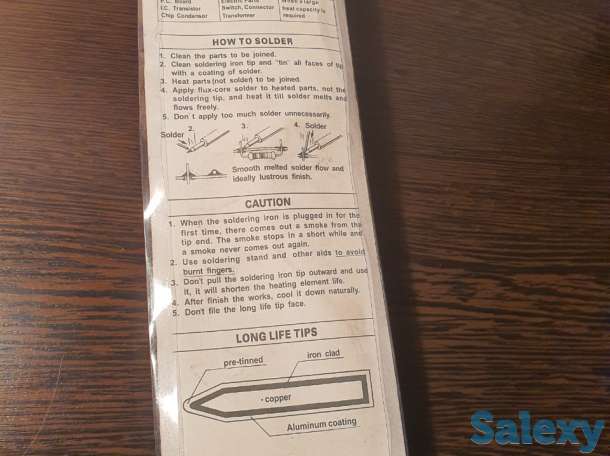 P.C. Board
Electric Parts
When a large
I.C. Transistor
Switch, Connector
heat capacity is
Chip Condensor
Transformer
required
HOW TO SOLDER
1. Clean the parts to be joined.
2. Clean soldering iron tip and "tin" all faces of tip
with a coating of solder.
3. Heat parts (not solder) to be joined.
4. Apply flux-core solder to heated parts, not the
soldering tip, and heat it till solder melts and
flows freely.
5. Don t apply too much solder unnecessarily.
2.
3.
4. Solder
Solder
Smooth melted solder flow and
ideally lustrous finish.
CAUTION
1. When the soldering iron is plugged in for the
first time, there comes out a smoke from the
tip end. The smoke stops in a short while and
a smoke never comes out again.
2. Use soldering stand and other aids to avoid
burnt fingers.
3. Don't pull the soldering iron tip outward and use
it, it will shorten the heating element life.
4. After finish the works, cool it down naturally.
5. Don't file the long life tip face.
LONG LIFE TIPS
pre-tinned
iron clad
copper
Aluminum coating
Salexy